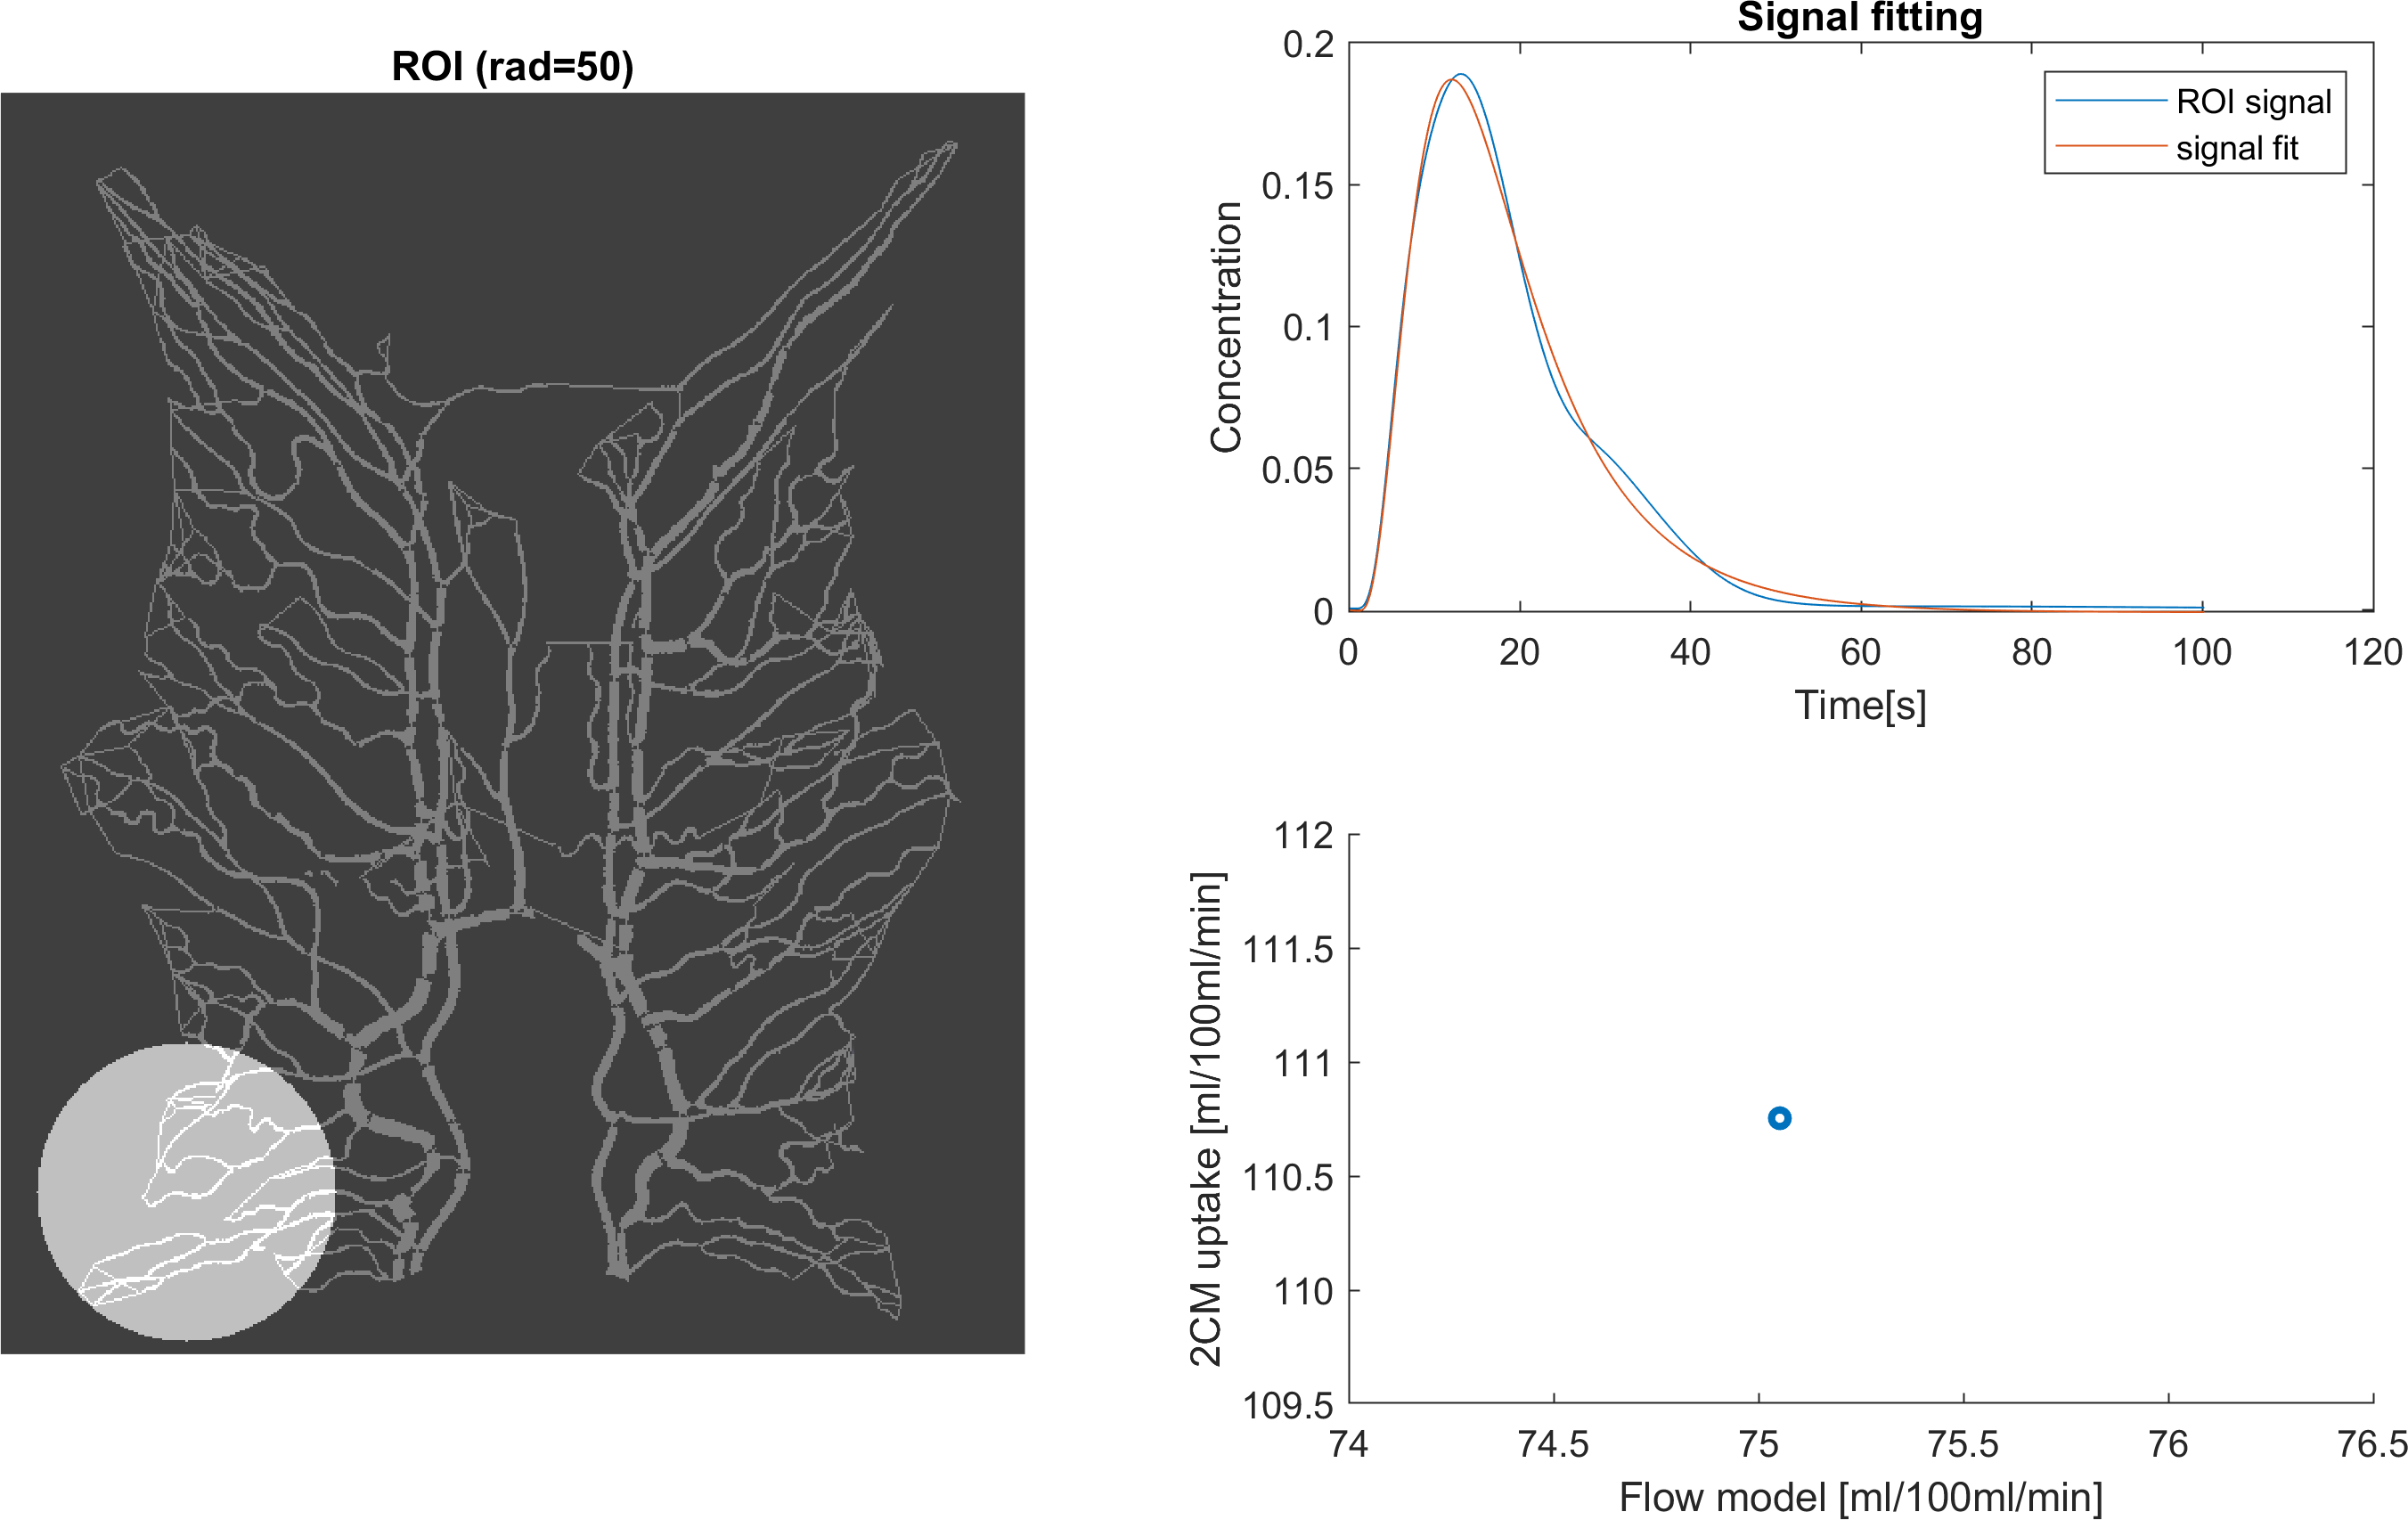 ROI (rad=50)
Signal fitting
0.2
0.15
0.1
0.05
0
Concentration
ROI signal
signal fit
0 20 40 60 80 100 120
Time[s]
112
111.5
111
110.5
110
109.5
2CM uptake [ml/100ml/min]
74 74.5 75 75.5 76 76.5
Flow model [ml/100ml/min]